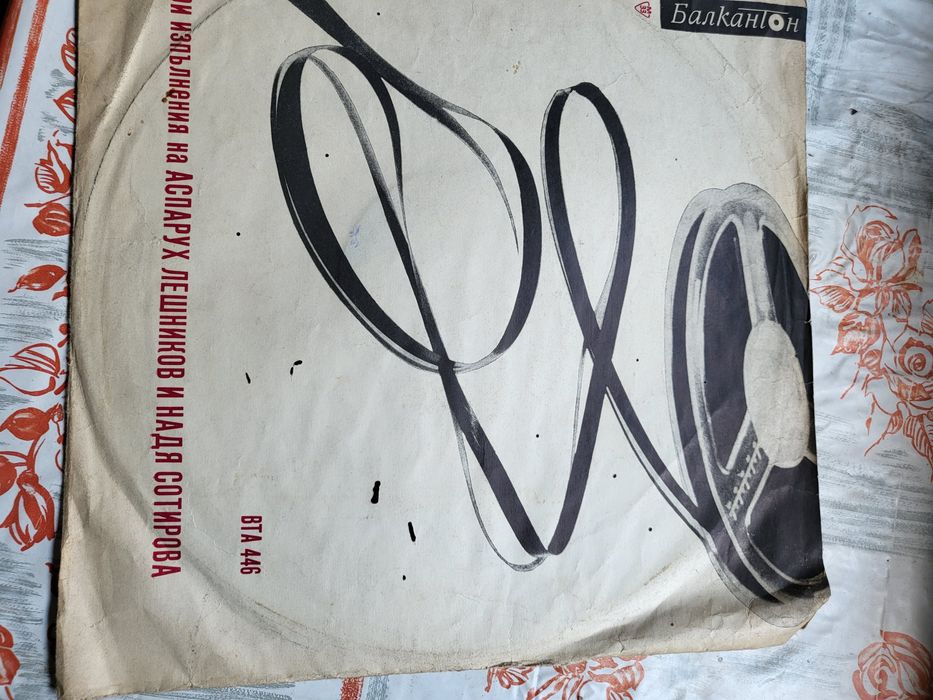 БалканТон
изпълнения на АСПАРУХ ЛЕШНИКОВ И НАДЯ СОТИРОВА
ВТА 446